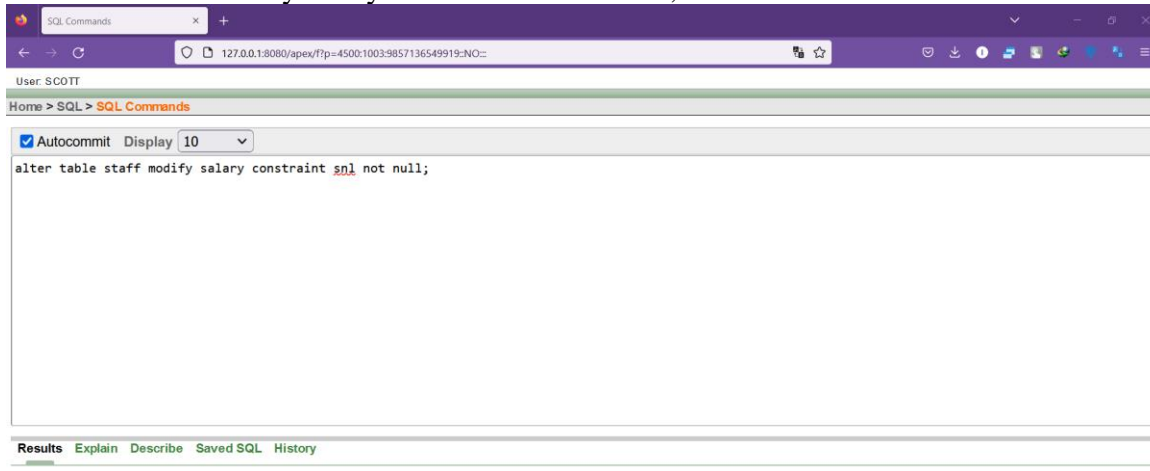 SQL Commands
127.0.0.1:8080/apex/f?p=4500:1003:9857136549919::NO:::
User: SCOTT
Home > SQL > SQL Commands
Autocommit Display 10
alter table staff modify salary constraint snl not null;
Results Explain Describe Saved SQL History